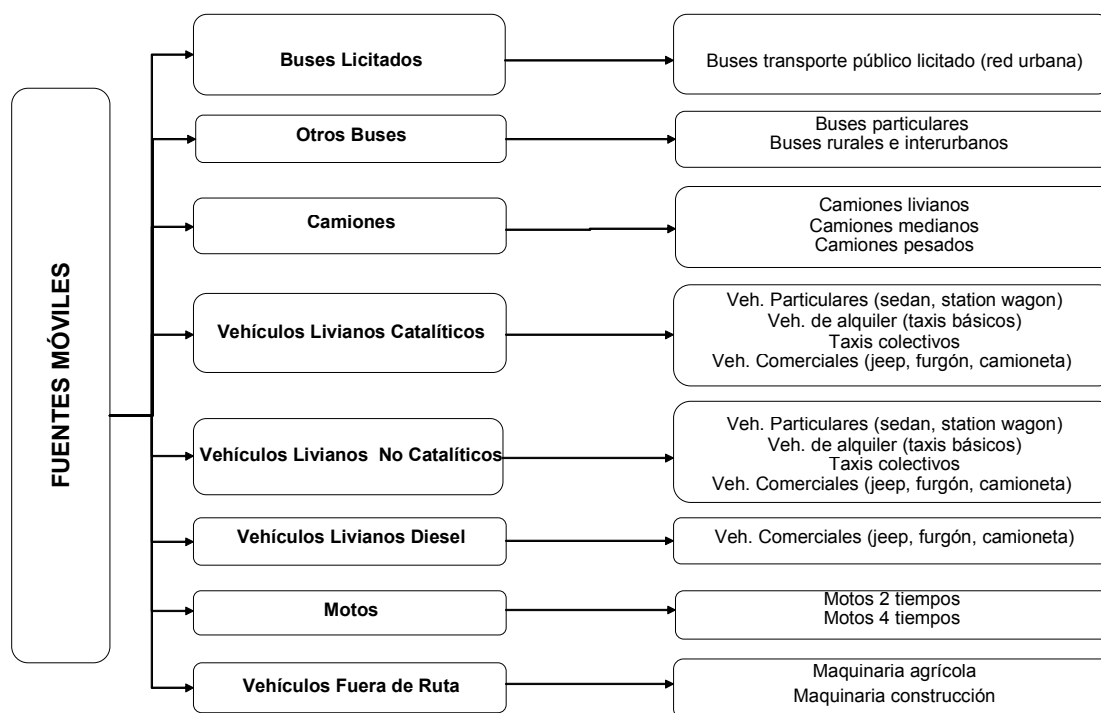 FUENTES MÓVILES
Buses Licitados
Buses transporte público licitado (red urbana)
Otros Buses
Buses particulares
Buses rurales e interurbanos
Camiones
Camiones livianos
Camiones medianos
Camiones pesados
Vehículos Livianos Catalíticos
Veh. Particulares (sedan, station wagon)
Veh. de alquiler (taxis básicos)
Taxis colectivos
Veh. Comerciales (jeep, furgón, camioneta)
Vehículos Livianos No Catalíticos
Veh. Particulares (sedan, station wagon)
Veh. de alquiler (taxis básicos)
Taxis colectivos
Veh. Comerciales (jeep, furgón, camioneta)
Vehículos Livianos Diesel
Veh. Comerciales (jeep, furgón, camioneta)
Motos
Motos 2 tiempos
Motos 4 tiempos
Vehículos Fuera de Ruta
Maquinaria agrícola
Maquinaria construcción